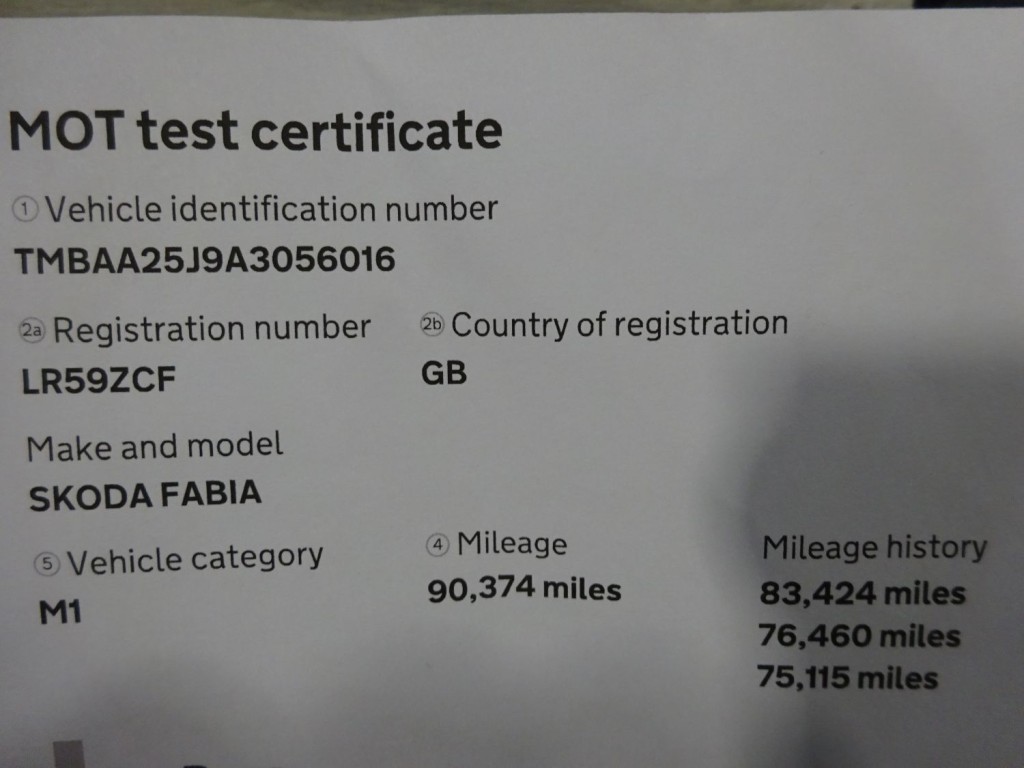 MOT test certificate
1 Vehicle identification number
TMBAA25J9A3056016
2a Registration number 2b Country of registration
LR59ZCF GB
Make and model
SKODA FABIA
5 Vehicle category 4 Mileage Mileage history
M1 90,374 miles 83,424 miles
76,460 miles
75,115 miles